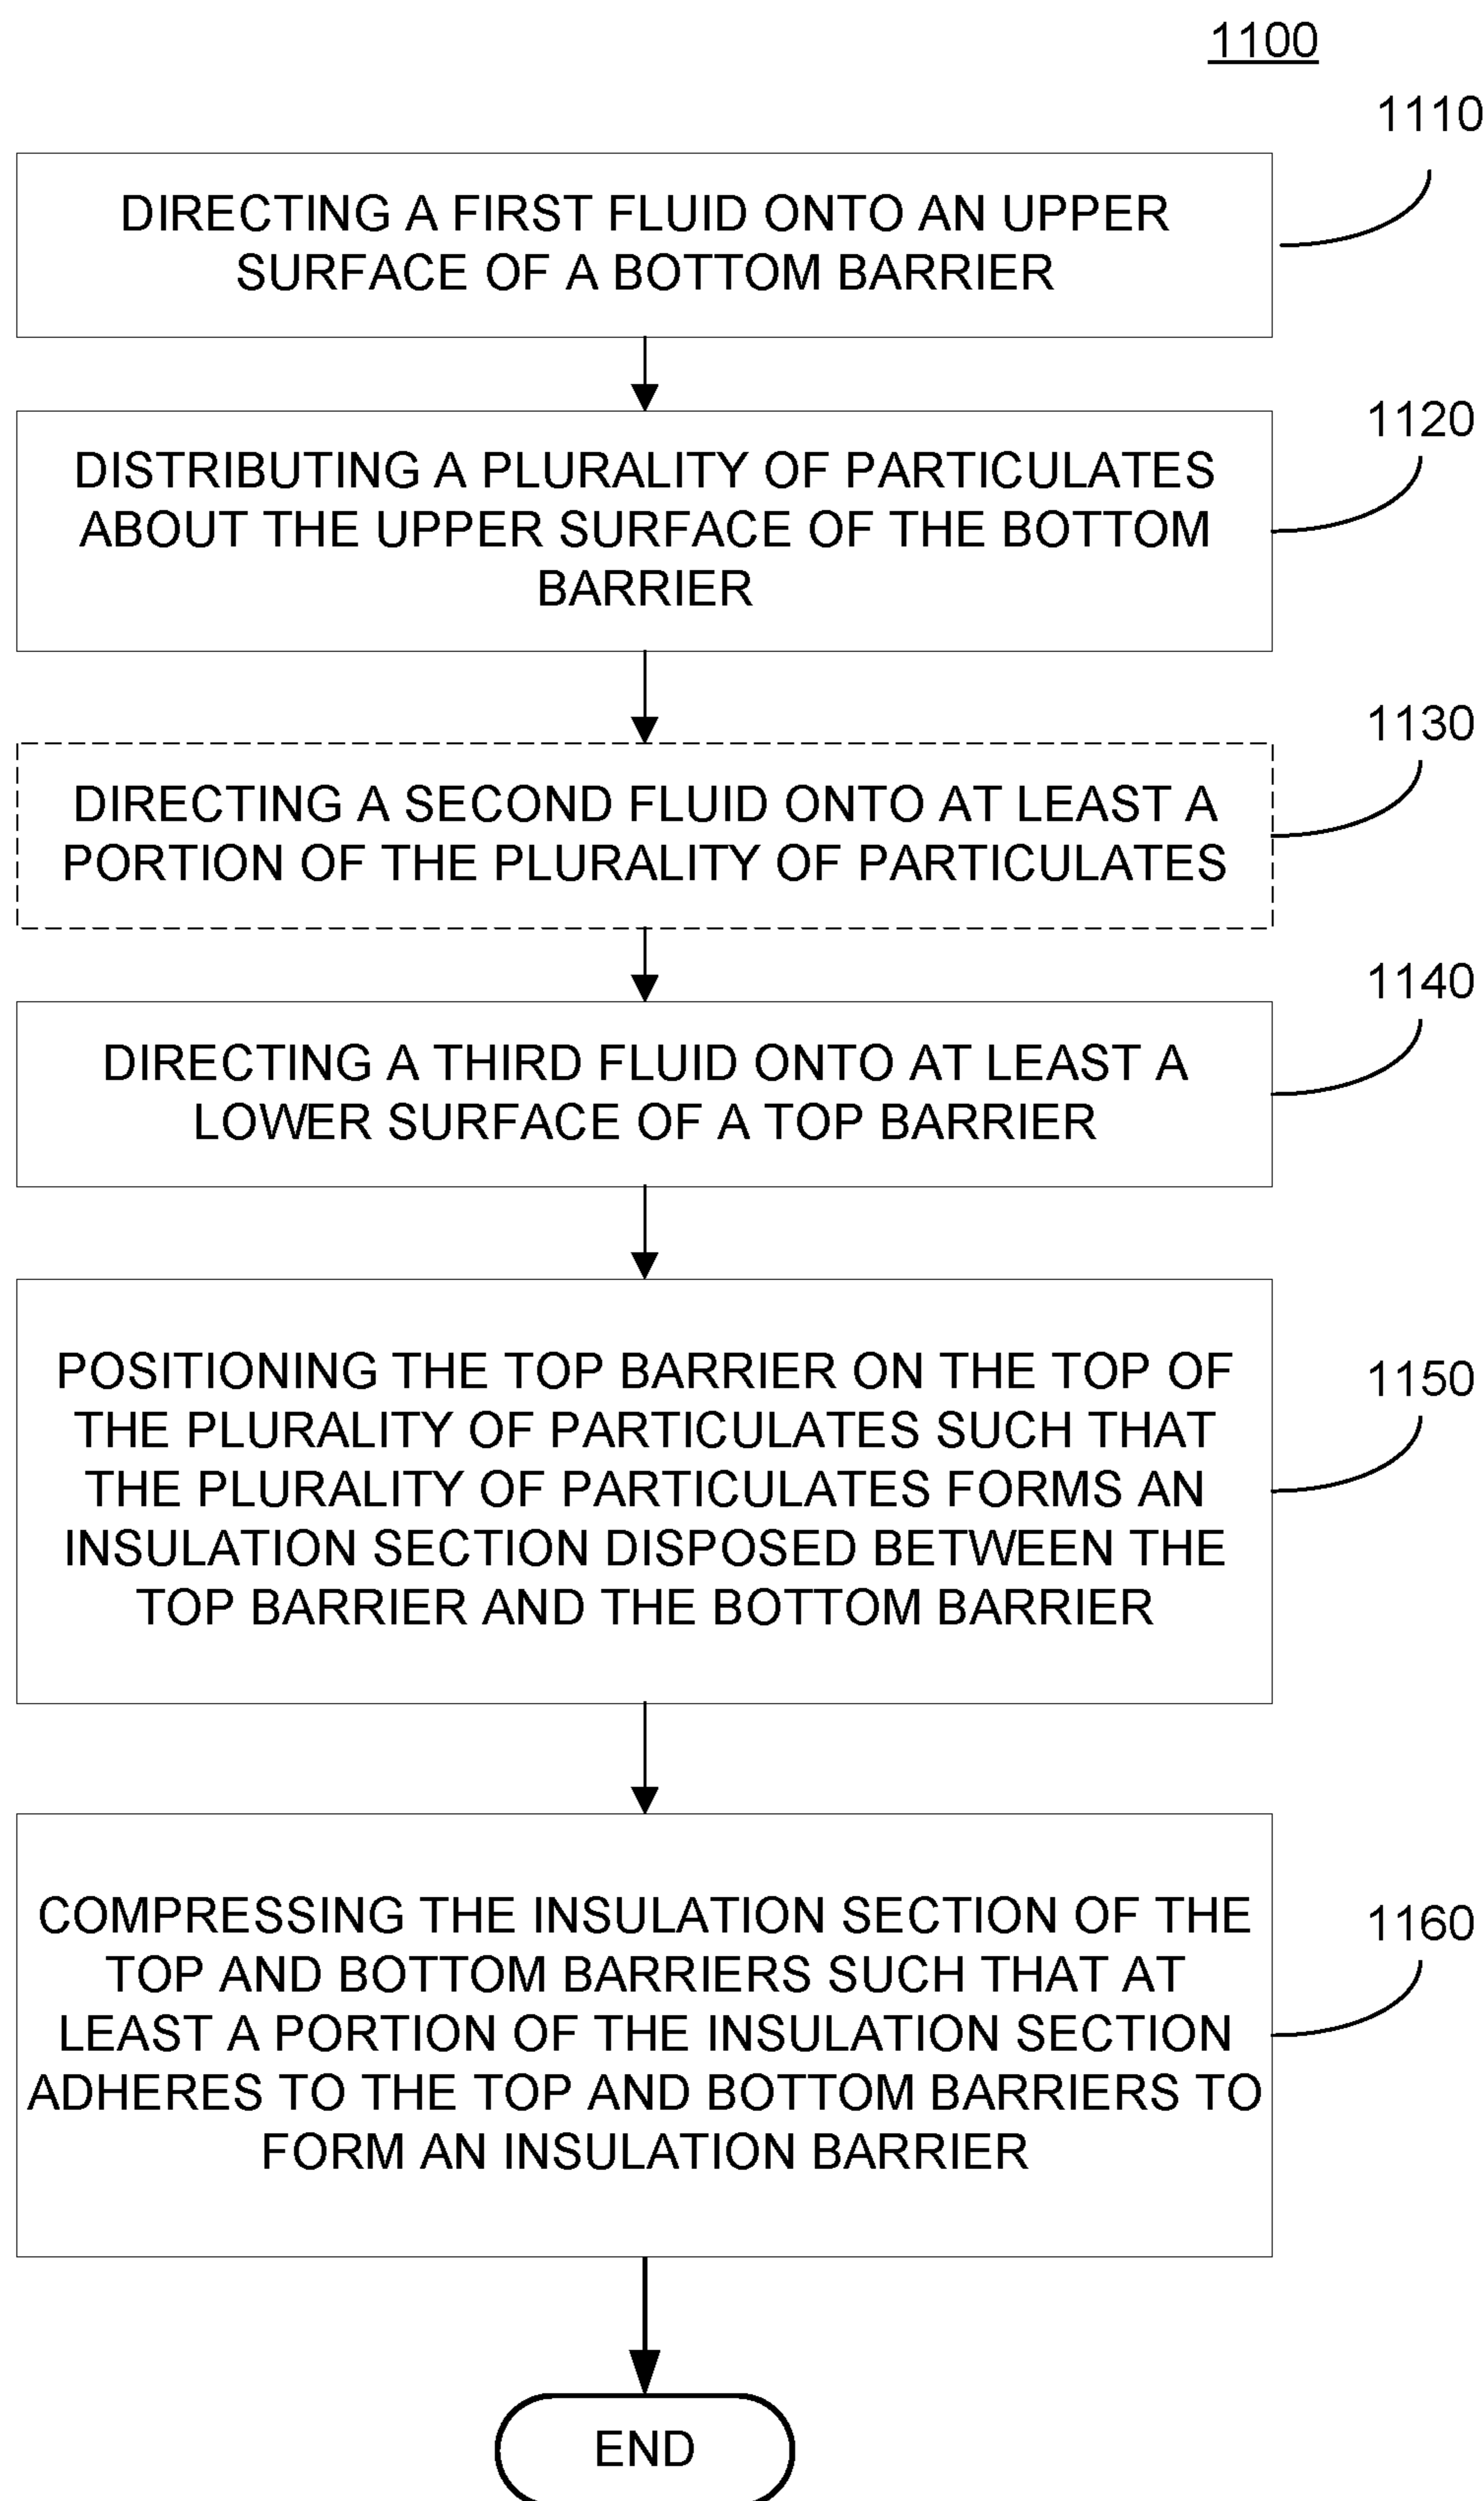 1100
1110
DIRECTING A FIRST FLUID ONTO AN UPPER
SURFACE OF A BOTTOM BARRIER
1120
DISTRIBUTING A PLURALITY OF PARTICULATES
ABOUT THE UPPER SURFACE OF THE BOTTOM
BARRIER
1130
DIRECTING A SECOND FLUID ONTO AT LEAST A
PORTION OF THE PLURALITY OF PARTICULATES
1140
DIRECTING A THIRD FLUID ONTO AT LEAST A
LOWER SURFACE OF A TOP BARRIER
1150
POSITIONING THE TOP BARRIER ON THE TOP OF
THE PLURALITY OF PARTICULATES SUCH THAT
THE PLURALITY OF PARTICULATES FORMS AN
INSULATION SECTION DISPOSED BETWEEN THE
TOP BARRIER AND THE BOTTOM BARRIER
1160
COMPRESSING THE INSULATION SECTION OF THE
TOP AND BOTTOM BARRIERS SUCH THAT AT
LEAST A PORTION OF THE INSULATION SECTION
ADHERES TO THE TOP AND BOTTOM BARRIERS TO
FORM AN INSULATION BARRIER
END